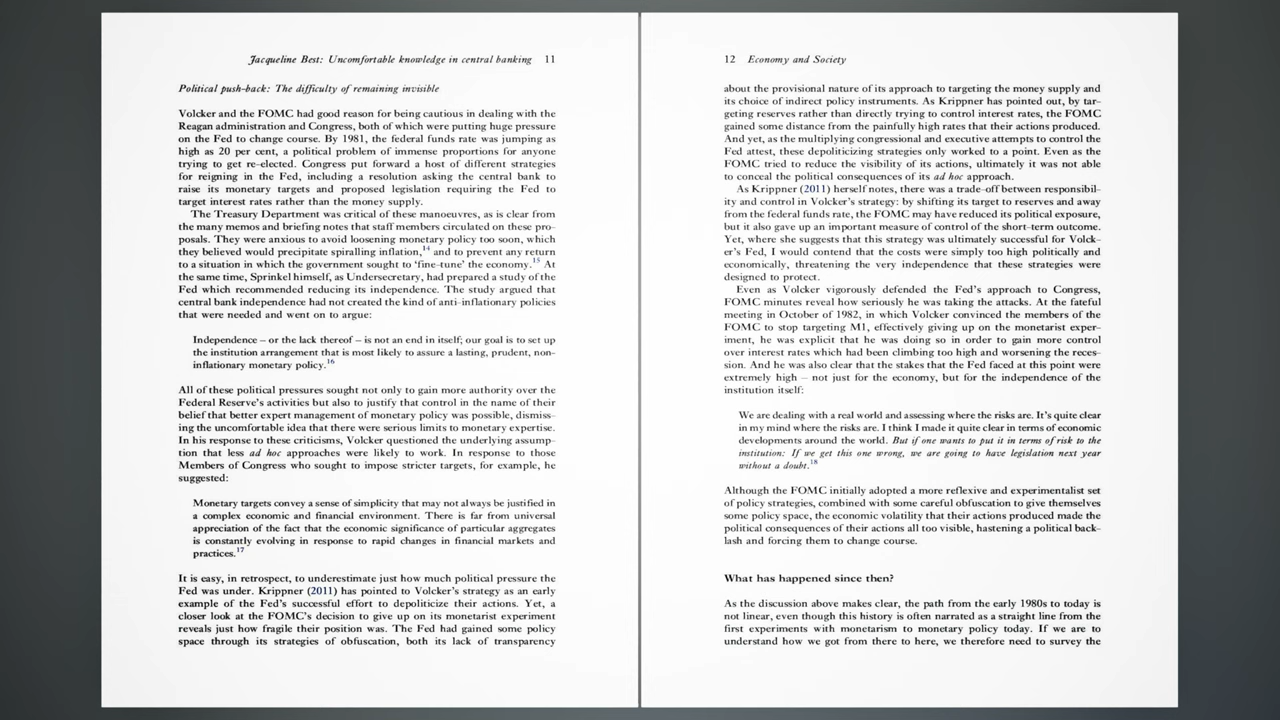 Jacqueline Best: Uncomfortable knowledge in central banking 11
Political push-back: The difficulty of remaining invisible
Volcker and the FOMC had good reason for being cautious in dealing with the
Reagan administration and Congress, both of which were putting huge pressure
on the Fed to change course. By 1981, the federal funds rate was jumping as
high as 20 per cent, a political problem of immense proportions for anyone
trying to get re-elected. Congress put forward a host of different strategies
for reigning in the Fed, including a resolution asking the central bank to
raise its monetary targets and proposed legislation requiring the Fed to
target interest rates rather than the money supply.
The Treasury Department was critical of these manoeuvres, as is clear from
the many memos and briefing notes that staff members circulated on these pro-
posals. They were anxious to avoid loosening monetary policy too soon, which
they believed would precipitate spiralling inflation,14 and to prevent any return
to a situation in which the government sought to 'fine-tune' the economy.15 At
the same time, Sprinkel himself, as Undersecretary, had prepared a study of the
Fed which recommended reducing its independence. The study argued that
central bank independence had not created the kind of anti-inflationary policies
that were needed and went on to argue:
Independence – or the lack thereof – is not an end in itself; our goal is to set up
the institution arrangement that is most likely to assure a lasting, prudent, non-
inflationary monetary policy.16
All of these political pressures sought not only to gain more authority over the
Federal Reserve's activities but also to justify that control in the name of their
belief that better expert management of monetary policy was possible, dismiss-
ing the uncomfortable idea that there were serious limits to monetary expertise.
In his response to these criticisms, Volcker questioned the underlying assump-
tion that less ad hoc approaches were likely to work. In response to those
Members of Congress who sought to impose stricter targets, for example, he
suggested:
Monetary targets convey a sense of simplicity that may not always be justified in
a complex economic and financial environment. There is far from universal
appreciation of the fact that the economic significance of particular aggregates
is constantly evolving in response to rapid changes in financial markets and
practices.17
It is easy, in retrospect, to underestimate just how much political pressure the
Fed was under. Krippner (2011) has pointed to Volcker's strategy as an early
example of the Fed's successful effort to depoliticize their actions. Yet, a
closer look at the FOMC's decision to give up on its monetarist experiment
reveals just how fragile their position was. The Fed had gained some policy
space through its strategies of obfuscation, both its lack of transparency
12 Economy and Society
about the provisional nature of its approach to targeting the money supply and
its choice of indirect policy instruments. As Krippner has pointed out, by tar-
geting reserves rather than directly trying to control interest rates, the FOMC
gained some distance from the painfully high rates that their actions produced.
And yet, as the multiplying congressional and executive attempts to control the
Fed attest, these depoliticizing strategies only worked to a point. Even as the
FOMC tried to reduce the visibility of its actions, ultimately it was not able
to conceal the political consequences of its ad hoc approach.
As Krippner (2011) herself notes, there was a trade-off between responsibil-
ity and control in Volcker's strategy: by shifting its target to reserves and away
from the federal funds rate, the FOMC may have reduced its political exposure,
but it also gave up an important measure of control of the short-term outcome.
Yet, where she suggests that this strategy was ultimately successful for Volck-
er's Fed, I would contend that the costs were simply too high politically and
economically, threatening the very independence that these strategies were
designed to protect.
Even as Volcker vigorously defended the Fed's approach to Congress,
FOMC minutes reveal how seriously he was taking the attacks. At the fateful
meeting in October of 1982, in which Volcker convinced the members of the
FOMC to stop targeting M1, effectively giving up on the monetarist exper-
iment, he was explicit that he was doing so in order to gain more control
over interest rates which had been climbing too high and worsening the reces-
sion. And he was also clear that the stakes that the Fed faced at this point were
extremely high – not just for the economy, but for the independence of the
institution itself:
We are dealing with a real world and assessing where the risks are. It's quite clear
in my mind where the risks are. I think I made it quite clear in terms of economic
developments around the world. But if one wants to put it in terms of risk to the
institution: If we get this one wrong, we are going to have legislation next year
without a doubt.18
Although the FOMC initially adopted a more reflexive and experimentalist set
of policy strategies, combined with some careful obfuscation to give themselves
some policy space, the economic volatility that their actions produced made the
political consequences of their actions all too visible, hastening a political back-
lash and forcing them to change course.
What has happened since then?
As the discussion above makes clear, the path from the early 1980s to today is
not linear, even though this history is often narrated as a straight line from the
first experiments with monetarism to monetary policy today. If we are to
understand how we got from there to here, we therefore need to survey the